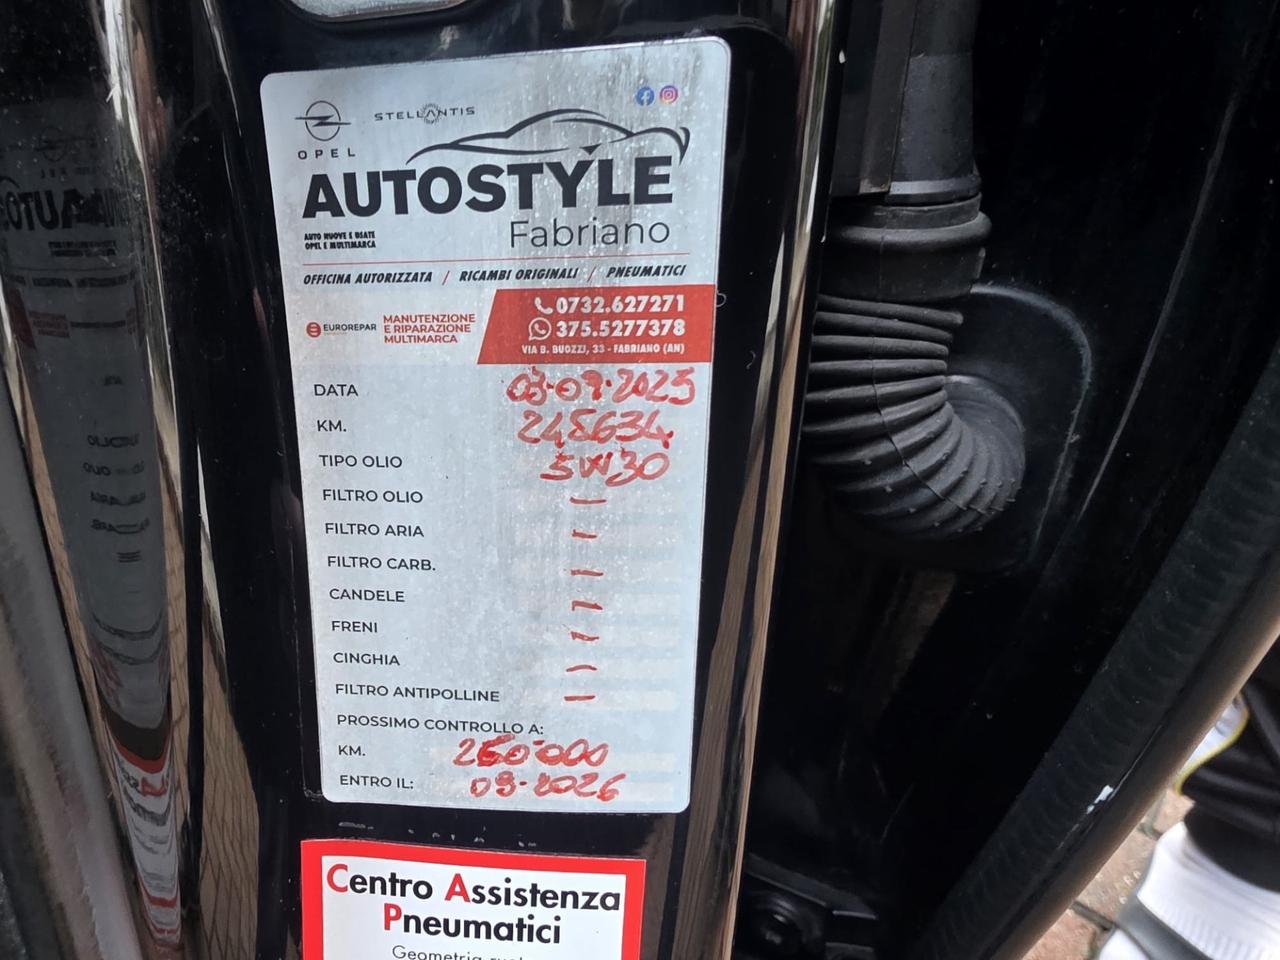 STELLANTIS
OPEL
AUTOSTYLE
Fabriano
AUTO NUOVE E USATE
OPEL E MULTIMARCA
OFFICINA AUTORIZZATA / RICAMBI ORIGINALI / PNEUMATICI
EUROREPAR
MANUTENZIONE
E RIPARAZIONE
MULTIMARCA
0732.627271
375.5277378
VIA B. BUOZZI, 33 - FABRIANO (AN)
DATA 03-09-2025
KM. 245634
TIPO OLIO 5W30
FILTRO OLIO —
FILTRO ARIA —
FILTRO CARB. —
CANDELE —
FRENI —
CINGHIA —
FILTRO ANTIPOLLINE —
PROSSIMO CONTROLLO A:
KM. 260'000
ENTRO IL: 09-2026
Centro Assistenza
Pneumatici
Geometria